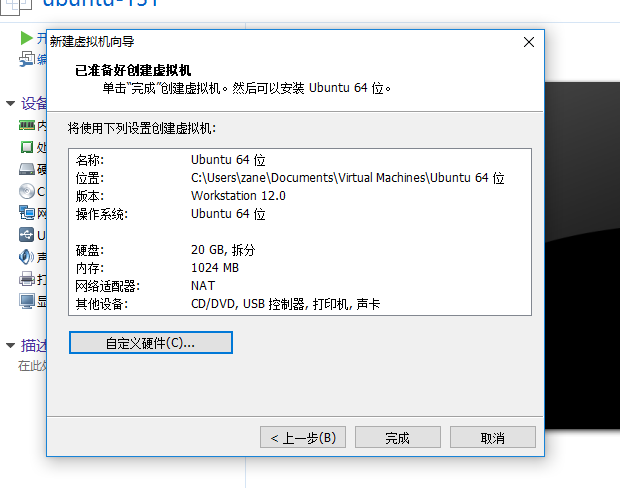 新建虚拟机向导
已准备好创建虚拟机
单击“完成”创建虚拟机。然后可以安装 Ubuntu 64 位。
将使用下列设置创建虚拟机:
名称: Ubuntu 64 位
位置: C:\Users\zane\Documents\Virtual Machines\Ubuntu 64 位
版本: Workstation 12.0
操作系统: Ubuntu 64 位
硬盘: 20 GB, 拆分
内存: 1024 MB
网络适配器: NAT
其他设备: CD/DVD, USB 控制器, 打印机, 声卡
自定义硬件(C)...
< 上一步(B)
完成
取消
开
编
设备
内
处
硬
C
网
U
声
打
显
描述
在此处